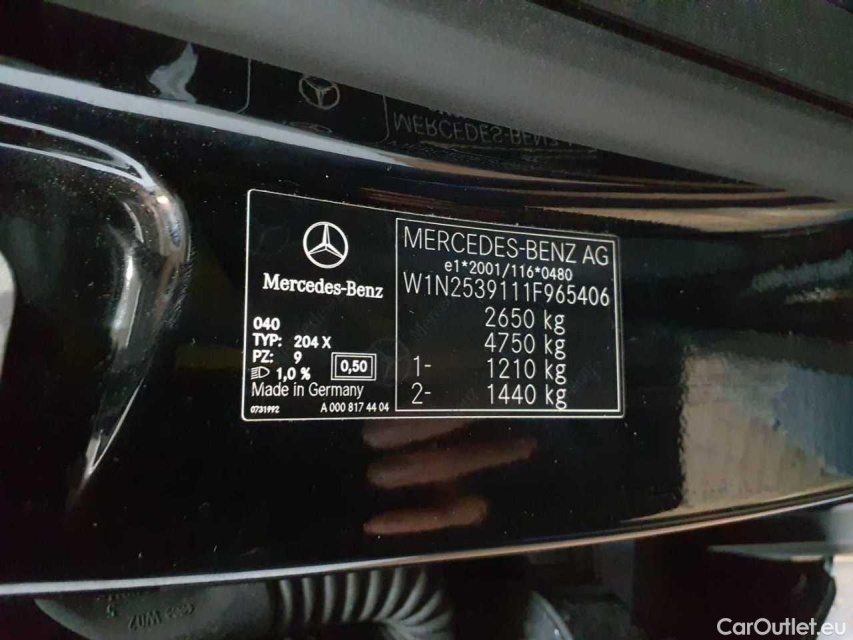 MERCEDES-BENZ
Mercedes-Benz
040
TYP: 204 X
PZ: 9
1,0 %
0,50
Made in Germany
0731992
A 000 817 44 04
MERCEDES-BENZ AG
e1*2001/116*0480
W1N2539111F965406
2650 kg
4750 kg
1- 1210 kg
2- 1440 kg
CarOutlet.eu